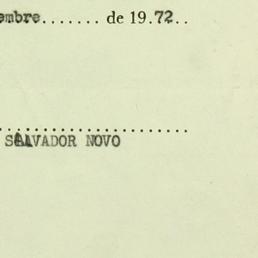 embre....... de 19.72..
......................
SALVADOR NOVO